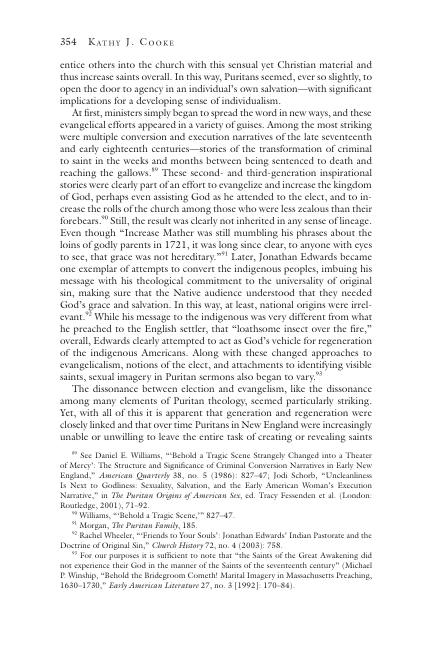 354 KATHY J. COOKE
entice others into the church with this sensual yet Christian material and
thus increase saints overall. In this way, Puritans seemed, ever so slightly, to
open the door to agency in an individual's own salvation—with significant
implications for a developing sense of individualism.
At first, ministers simply began to spread the word in new ways, and these
evangelical efforts appeared in a variety of guises. Among the most striking
were multiple conversion and execution narratives of the late seventeenth
and early eighteenth centuries—stories of the transformation of criminal
to saint in the weeks and months between being sentenced to death and
reaching the gallows.89 These second- and third-generation inspirational
stories were clearly part of an effort to evangelize and increase the kingdom
of God, perhaps even assisting God as he attended to the elect, and to in-
crease the rolls of the church among those who were less zealous than their
forebears.90 Still, the result was clearly not inherited in any sense of lineage.
Even though "Increase Mather was still mumbling his phrases about the
loins of godly parents in 1721, it was long since clear, to anyone with eyes
to see, that grace was not hereditary."91 Later, Jonathan Edwards became
one exemplar of attempts to convert the indigenous peoples, imbuing his
message with his theological commitment to the universality of original
sin, making sure that the Native audience understood that they needed
God's grace and salvation. In this way, at least, national origins were irrel-
evant.92 While his message to the indigenous was very different from what
he preached to the English settler, that "loathsome insect over the fire,"
overall, Edwards clearly attempted to act as God's vehicle for regeneration
of the indigenous Americans. Along with these changed approaches to
evangelicalism, notions of the elect, and attachments to identifying visible
saints, sexual imagery in Puritan sermons also began to vary.93
The dissonance between election and evangelism, like the dissonance
among many elements of Puritan theology, seemed particularly striking.
Yet, with all of this it is apparent that generation and regeneration were
closely linked and that over time Puritans in New England were increasingly
unable or unwilling to leave the entire task of creating or revealing saints
89 See Daniel E. Williams, "'Behold a Tragic Scene Strangely Changed into a Theater
of Mercy': The Structure and Significance of Criminal Conversion Narratives in Early New
England," American Quarterly 38, no. 5 (1986): 827–47; Jodi Schorb, "Uncleanliness
Is Next to Godliness: Sexuality, Salvation, and the Early American Woman's Execution
Narrative," in The Puritan Origins of American Sex, ed. Tracy Fessenden et al. (London:
Routledge, 2001), 71–92.
90 Williams, "'Behold a Tragic Scene,'" 827–47.
91 Morgan, The Puritan Family, 185.
92 Rachel Wheeler, "'Friends to Your Souls': Jonathan Edwards' Indian Pastorate and the
Doctrine of Original Sin," Church History 72, no. 4 (2003): 758.
93 For our purposes it is sufficient to note that "the Saints of the Great Awakening did
not experience their God in the manner of the Saints of the seventeenth century" (Michael
P. Winship, "Behold the Bridegroom Cometh! Marital Imagery in Massachusetts Preaching,
1630–1730," Early American Literature 27, no. 3 [1992]: 170–84).